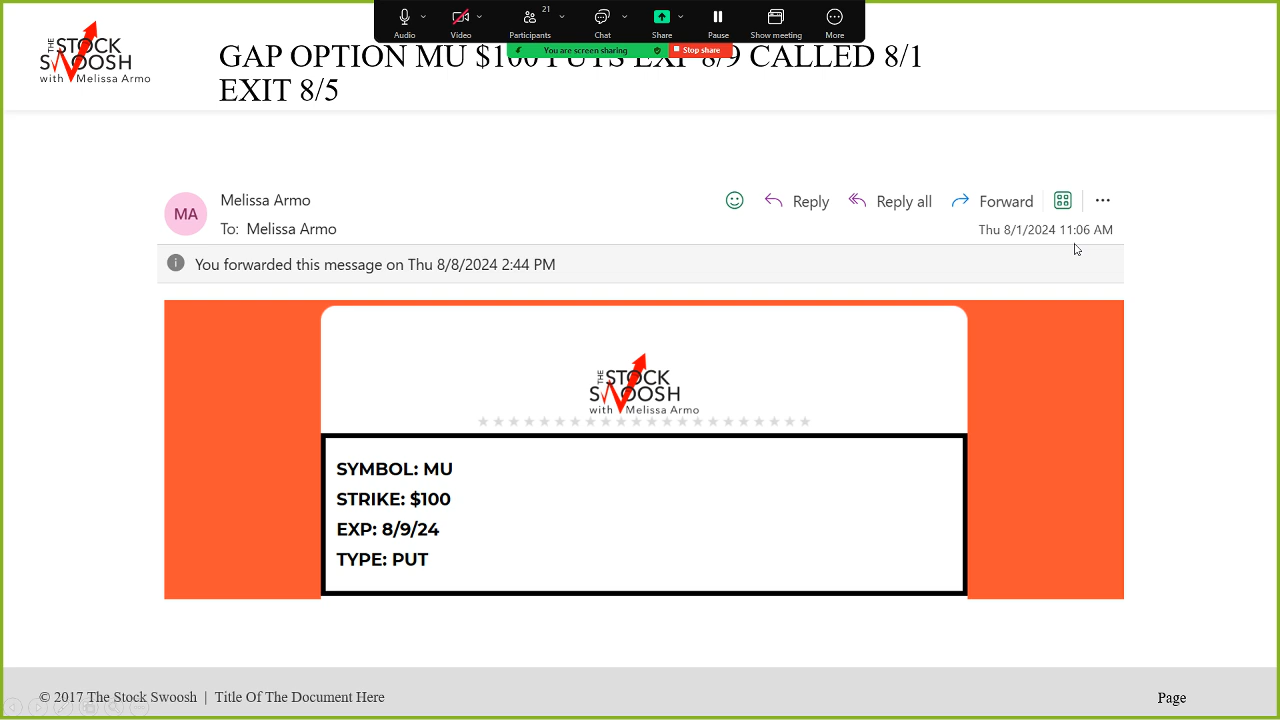 Audio
Video
21
Participants
Chat
Share
Pause
Show meeting
More
You are screen sharing
Stop share
THE
STOCK
SWOOSH
with Melissa Armo
GAP OPTION MU $100 PUTS EXP 8/9 CALLED 8/1
EXIT 8/5
MA
Melissa Armo
To: Melissa Armo
Reply
Reply all
Forward
Thu 8/1/2024 11:06 AM
You forwarded this message on Thu 8/8/2024 2:44 PM
THE
STOCK
SWOOSH
with Melissa Armo
SYMBOL: MU
STRIKE: $100
EXP: 8/9/24
TYPE: PUT
© 2017 The Stock Swoosh | Title Of The Document Here
Page